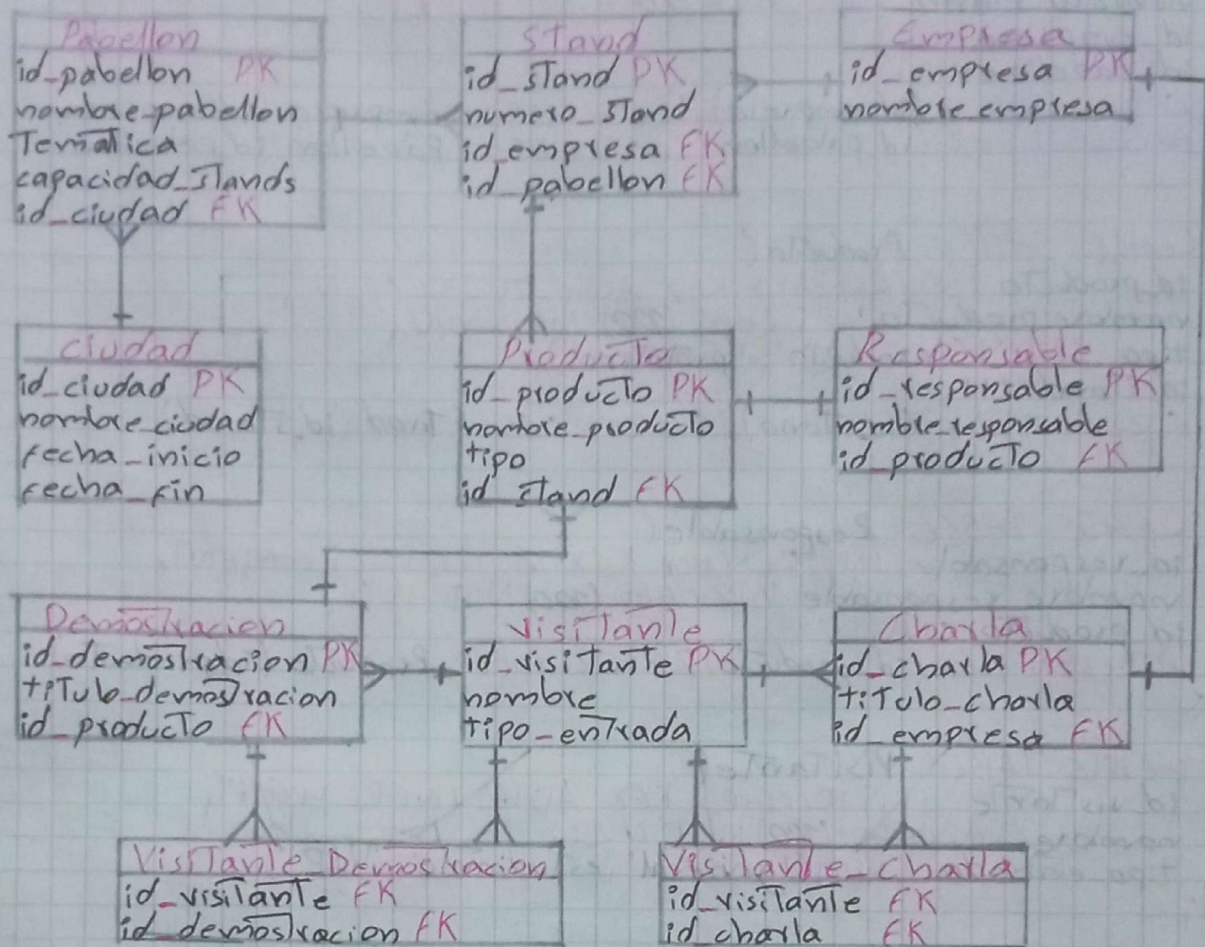 Pabellon
id_pabellon PK
nombre_pabellon
Tematica
capacidad_stands
id_ciudad FK
Stand
id_stand PK
numero_stand
id_empresa FK
id_pabellon FK
Empresa
id_empresa PK
nombre empresa
Ciudad
id_ciudad PK
nombre_ciudad
fecha_inicio
fecha_fin
Producto
id_producto PK
nombre_producto
tipo
id_stand FK
Responsable
id_responsable PK
nombre_responsable
id_producto FK
Demostracion
id_demostracion PK
titulo_demostracion
id_producto FK
Visitante
id_visitante PK
nombre
tipo_entrada
Charla
id_charla PK
titulo_charla
id_empresa FK
Visitante_Demostracion
id_visitante FK
id_demostracion FK
Visitante_Charla
id_visitante FK
id_charla FK